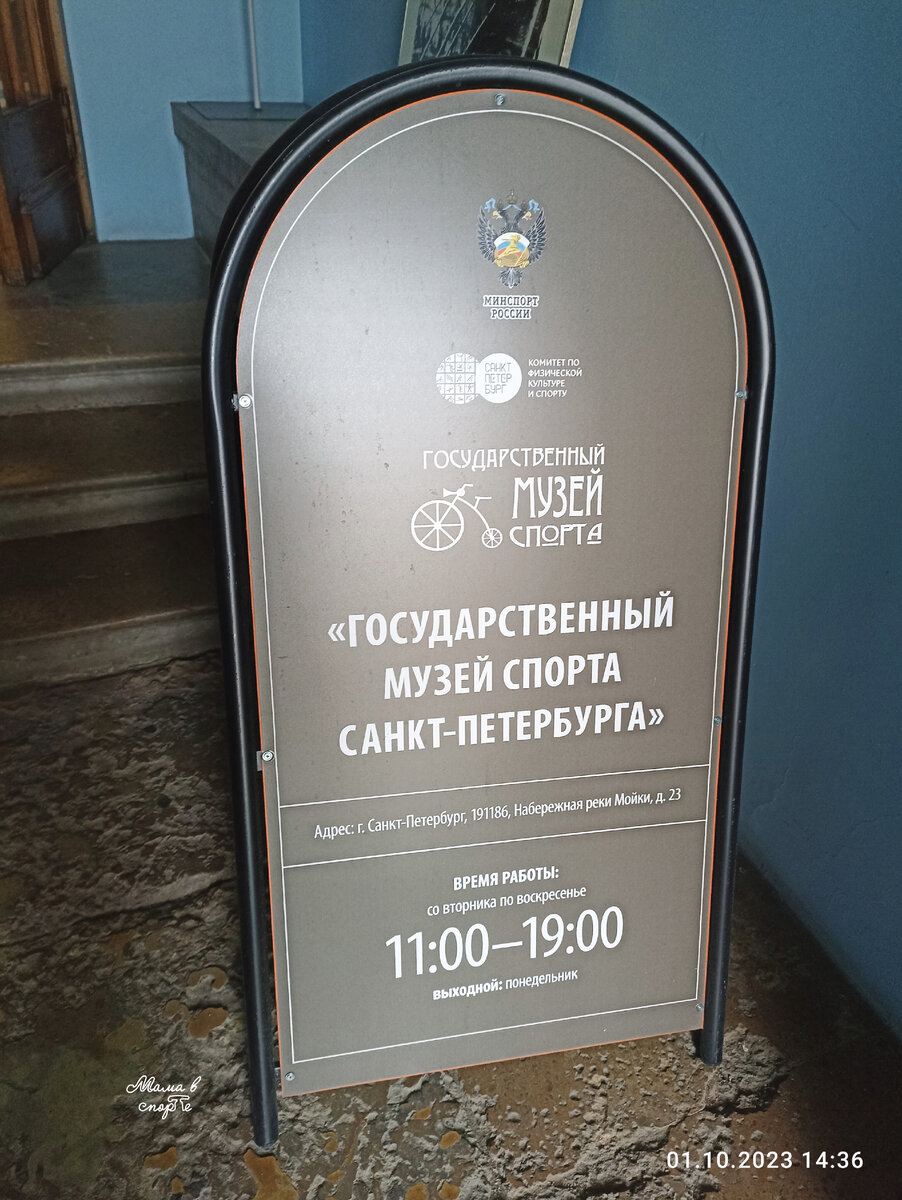 МИНСПОРТ
РОССИИ
САНКТ
ПЕТЕР
БУРГ
КОМИТЕТ ПО
ФИЗИЧЕСКОЙ
КУЛЬТУРЕ
И СПОРТУ
ГОСУДАРСТВЕННЫЙ
МУЗЕЙ
СПОРТА
«ГОСУДАРСТВЕННЫЙ
МУЗЕЙ СПОРТА
САНКТ-ПЕТЕРБУРГА»
Адрес: г. Санкт-Петербург, 191186, Набережная реки Мойки, д. 23
ВРЕМЯ РАБОТЫ:
со вторника по воскресенье
11:00–19:00
выходной: понедельник
Мама в
спорте
01.10.2023 14:36